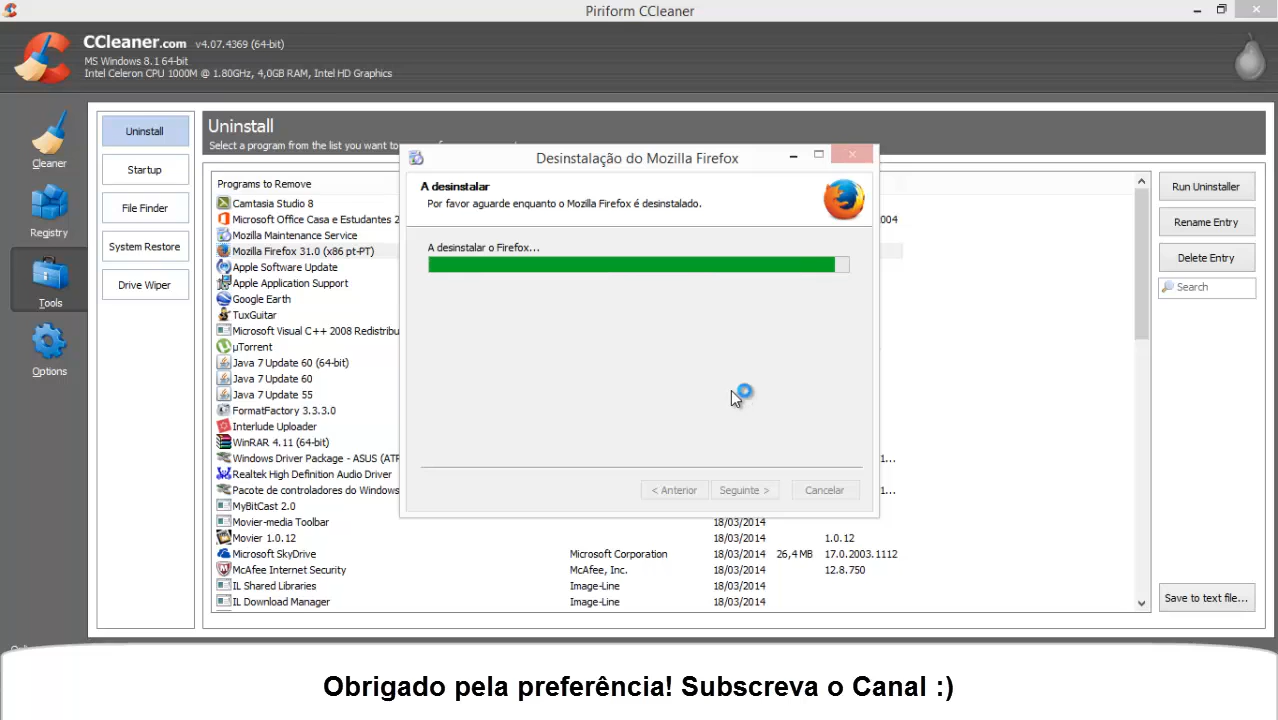 Piriform CCleaner
CCleaner.com v4.07.4369 (64-bit)
MS Windows 8.1 64-bit
Intel Celeron CPU 1000M @ 1.80GHz, 4,0GB RAM, Intel HD Graphics
Cleaner
Registry
Tools
Options
Uninstall
Startup
File Finder
System Restore
Drive Wiper
Uninstall
Select a program from the list you want to
Programs to Remove
Camtasia Studio 8
Microsoft Office Casa e Estudantes 2 004
Mozilla Maintenance Service
Mozilla Firefox 31.0 (x86 pt-PT)
Apple Software Update
Apple Application Support
Google Earth
TuxGuitar
Microsoft Visual C++ 2008 Redistribu
µTorrent
Java 7 Update 60 (64-bit)
Java 7 Update 60
Java 7 Update 55
FormatFactory 3.3.3.0
Interlude Uploader
WinRAR 4.11 (64-bit)
Windows Driver Package - ASUS (ATP 1...
Realtek High Definition Audio Driver
Pacote de controladores do Windows 1...
MyBitCast 2.0
Movier-media Toolbar 18/03/2014
Movier 1.0.12 18/03/2014 1.0.12
Microsoft SkyDrive Microsoft Corporation 18/03/2014 26,4 MB 17.0.2003.1112
McAfee Internet Security McAfee, Inc. 18/03/2014 12.8.750
IL Shared Libraries Image-Line 18/03/2014
IL Download Manager Image-Line 18/03/2014
Desinstalação do Mozilla Firefox
A desinstalar
Por favor aguarde enquanto o Mozilla Firefox é desinstalado.
A desinstalar o Firefox...
< Anterior Seguinte > Cancelar
Run Uninstaller
Rename Entry
Delete Entry
Search
Save to text file...
Obrigado pela preferência! Subscreva o Canal :)